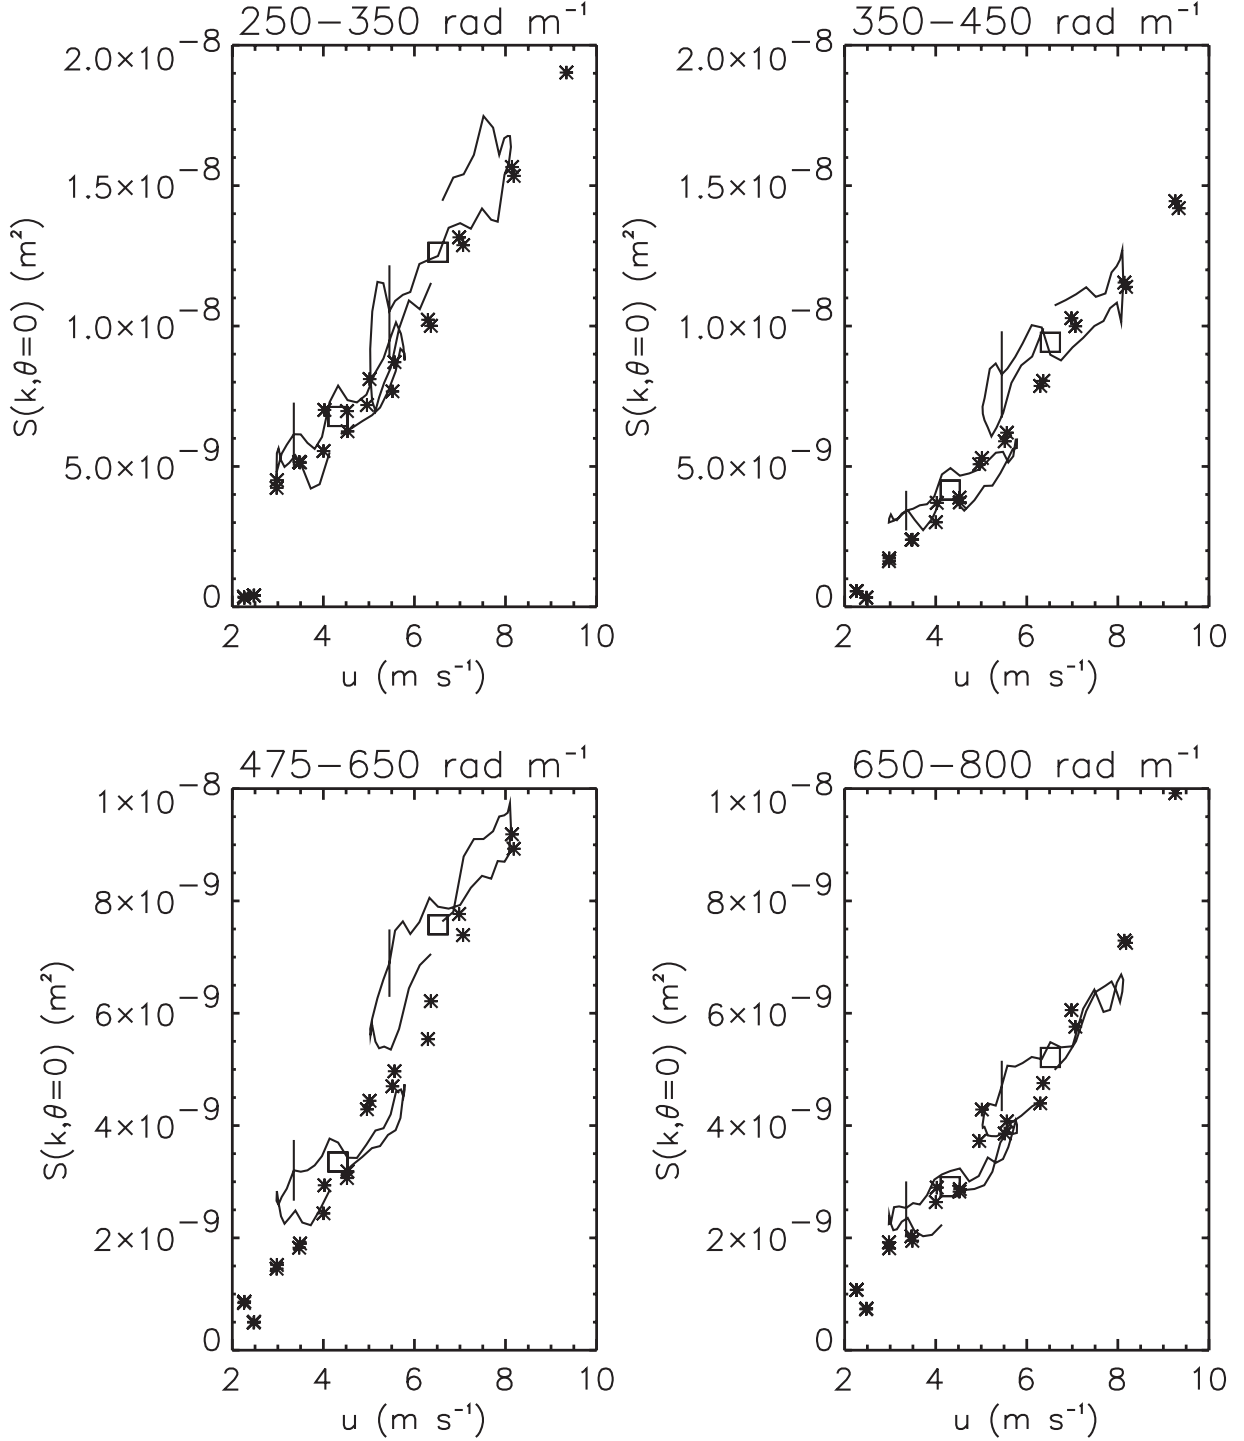 250−350 rad m⁻¹
2.0×10⁻⁸
1.5×10⁻⁸
1.0×10⁻⁸
5.0×10⁻⁹
0
S(k,θ=0) (m²)
2 4 6 8 10
u (m s⁻¹)
350−450 rad m⁻¹
2.0×10⁻⁸
1.5×10⁻⁸
1.0×10⁻⁸
5.0×10⁻⁹
0
S(k,θ=0) (m²)
2 4 6 8 10
u (m s⁻¹)
475−650 rad m⁻¹
1×10⁻⁸
8×10⁻⁹
6×10⁻⁹
4×10⁻⁹
2×10⁻⁹
0
S(k,θ=0) (m²)
2 4 6 8 10
u (m s⁻¹)
650−800 rad m⁻¹
1×10⁻⁸
8×10⁻⁹
6×10⁻⁹
4×10⁻⁹
2×10⁻⁹
0
S(k,θ=0) (m²)
2 4 6 8 10
u (m s⁻¹)